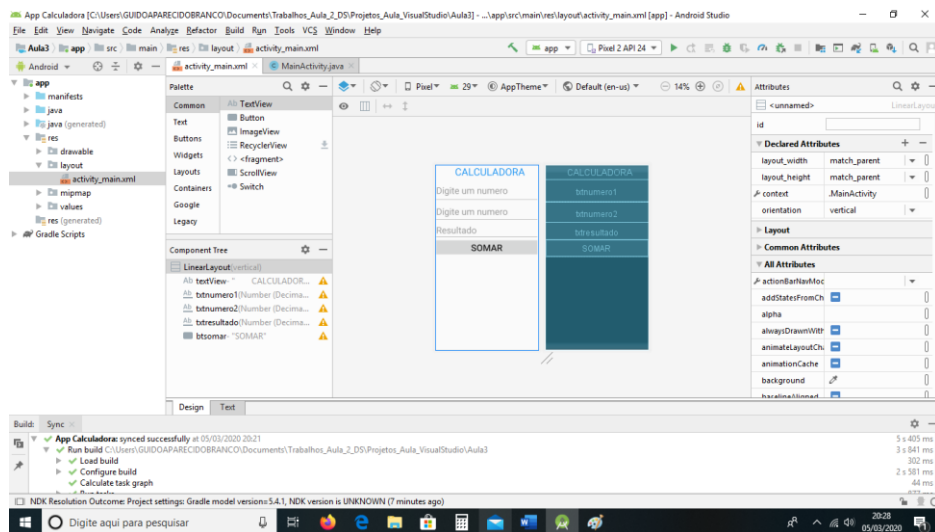 App Calculadora [C:\Users\GUIDOAPARECIDOBRANCO\Documents\Trabalhos_Aula_2_DS\Projetos_Aula_VisualStudio\Aula3] - ...\app\src\main\res\layout\activity_main.xml [app] - Android Studio
File Edit View Navigate Code Analyze Refactor Build Run Tools VCS Window Help
Aula3 app src main res layout activity_main.xml
app Pixel 2 API 24
Android
activity_main.xml MainActivity.java
app
manifests
java
java (generated)
res
drawable
layout
activity_main.xml
mipmap
values
res (generated)
Gradle Scripts
Palette
Common
Text
Buttons
Widgets
Layouts
Containers
Google
Legacy
Ab TextView
Button
ImageView
RecyclerView
<fragment>
ScrollView
Switch
Component Tree
LinearLayout(vertical)
Ab textView- " CALCULADOR...
Ab txtnumero1(Number (Decima...
Ab txtnumero2(Number (Decima...
Ab txtresultado(Number (Decima...
btsomar- "SOMAR"
Design Text
Pixel 29 AppTheme Default (en-us) 14%
CALCULADORA
Digite um numero
Digite um numero
Resultado
SOMAR
CALCULADORA
txtnumero1
txtnumero2
txtresultado
SOMAR
Attributes
<unnamed> LinearLayou
id
Declared Attributes
layout_width match_parent
layout_height match_parent
context .MainActivity
orientation vertical
Layout
Common Attributes
All Attributes
actionBarNavMod
addStatesFromCh
alpha
alwaysDrawnWith
animateLayoutCh
animationCache
background
baselineAligned
Build: Sync
App Calculadora: synced successfully at 05/03/2020 20:21 5 s 405 ms
Run build C:\Users\GUIDOAPARECIDOBRANCO\Documents\Trabalhos_Aula_2_DS\Projetos_Aula_VisualStudio\Aula3 3 s 841 ms
Load build 302 ms
Configure build 2 s 581 ms
Calculate task graph 44 ms
NDK Resolution Outcome: Project settings: Gradle model version=5.4.1, NDK version is UNKNOWN (7 minutes ago)
Digite aqui para pesquisar
20:28
05/03/2020